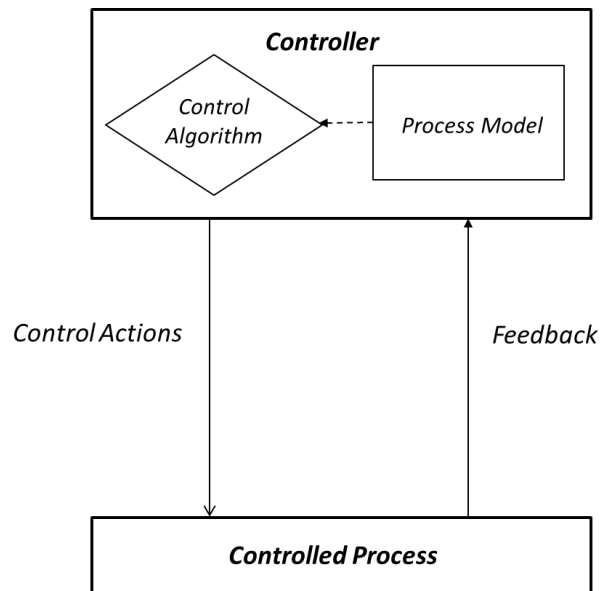 Controller
Control
Algorithm
Process Model
Control Actions
Feedback
Controlled Process